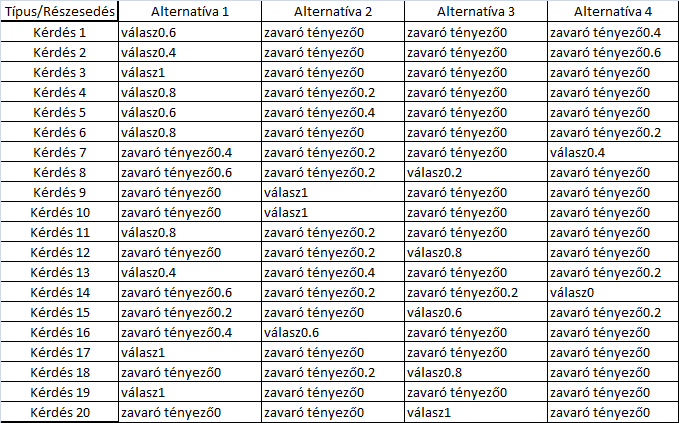 Típus/Részesedés Alternatíva 1 Alternatíva 2 Alternatíva 3 Alternatíva 4
Kérdés 1 válasz0.6 zavaró tényező0 zavaró tényező0 zavaró tényező0.4
Kérdés 2 válasz0.4 zavaró tényező0 zavaró tényező0 zavaró tényező0.6
Kérdés 3 válasz1 zavaró tényező0 zavaró tényező0 zavaró tényező0
Kérdés 4 válasz0.8 zavaró tényező0.2 zavaró tényező0 zavaró tényező0
Kérdés 5 válasz0.6 zavaró tényező0.4 zavaró tényező0 zavaró tényező0
Kérdés 6 válasz0.8 zavaró tényező0 zavaró tényező0 zavaró tényező0.2
Kérdés 7 zavaró tényező0.4 zavaró tényező0.2 zavaró tényező0 válasz0.4
Kérdés 8 zavaró tényező0.6 zavaró tényező0.2 válasz0.2 zavaró tényező0
Kérdés 9 zavaró tényező0 válasz1 zavaró tényező0 zavaró tényező0
Kérdés 10 zavaró tényező0 válasz1 zavaró tényező0 zavaró tényező0
Kérdés 11 válasz0.8 zavaró tényező0.2 zavaró tényező0 zavaró tényező0
Kérdés 12 zavaró tényező0 zavaró tényező0.2 válasz0.8 zavaró tényező0
Kérdés 13 válasz0.4 zavaró tényező0.4 zavaró tényező0 zavaró tényező0.2
Kérdés 14 zavaró tényező0.6 zavaró tényező0.2 zavaró tényező0.2 válasz0
Kérdés 15 zavaró tényező0.2 zavaró tényező0 válasz0.6 zavaró tényező0.2
Kérdés 16 zavaró tényező0.4 válasz0.6 zavaró tényező0 zavaró tényező0
Kérdés 17 válasz1 zavaró tényező0 zavaró tényező0 zavaró tényező0
Kérdés 18 zavaró tényező0 zavaró tényező0.2 válasz0.8 zavaró tényező0
Kérdés 19 válasz1 zavaró tényező0 zavaró tényező0 zavaró tényező0
Kérdés 20 zavaró tényező0 zavaró tényező0 válasz1 zavaró tényező0